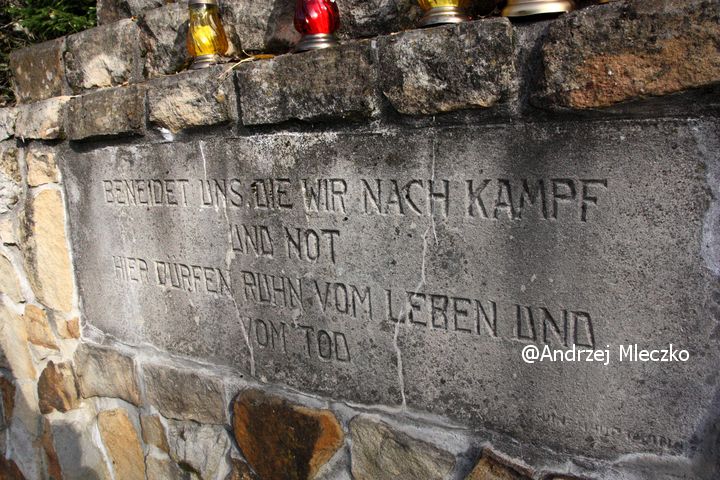 BENEIDET UNS, DIE WIR NACH KAMPF
UND NOT
HIER DÜRFEN RUHN VOM LEBEN UND
VOM TOD
@Andrzej Mleczko